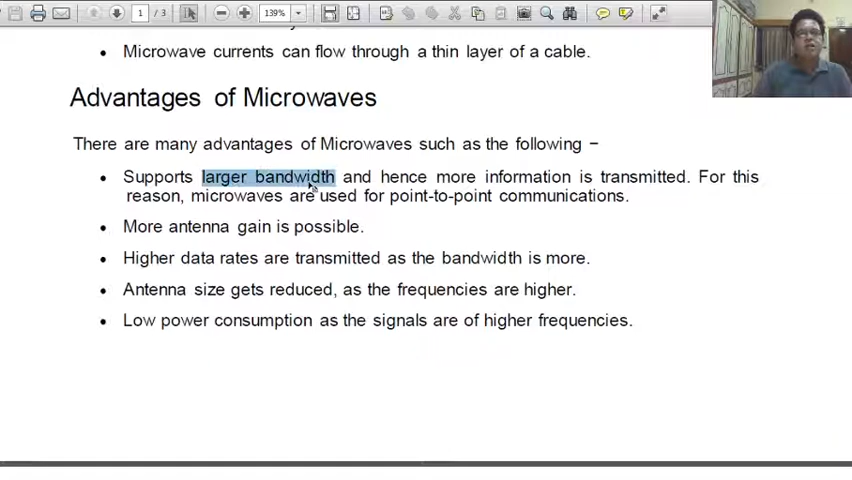 1 / 3
139%
• Microwave currents can flow through a thin layer of a cable.
Advantages of Microwaves
There are many advantages of Microwaves such as the following −
• Supports larger bandwidth and hence more information is transmitted. For this
reason, microwaves are used for point-to-point communications.
• More antenna gain is possible.
• Higher data rates are transmitted as the bandwidth is more.
• Antenna size gets reduced, as the frequencies are higher.
• Low power consumption as the signals are of higher frequencies.